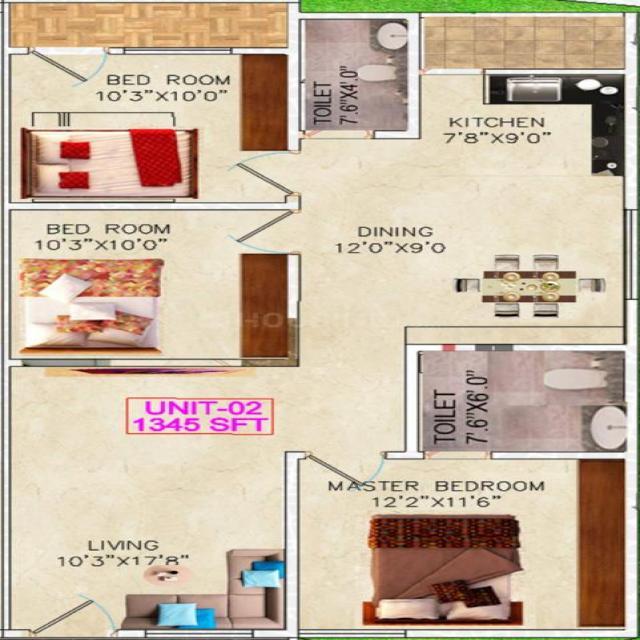 BED ROOM
10'3"X10'0"
TOILET
7'.6"X4'.0"
KITCHEN
7'8"X9'0"
BED ROOM
10'3"X10'0"
DINING
12'0"X9'0
UNIT-02
1345 SFT
TOILET
7'.6"X6'.0"
MASTER BEDROOM
12'2"X11'6"
LIVING
10'3"X17'8"